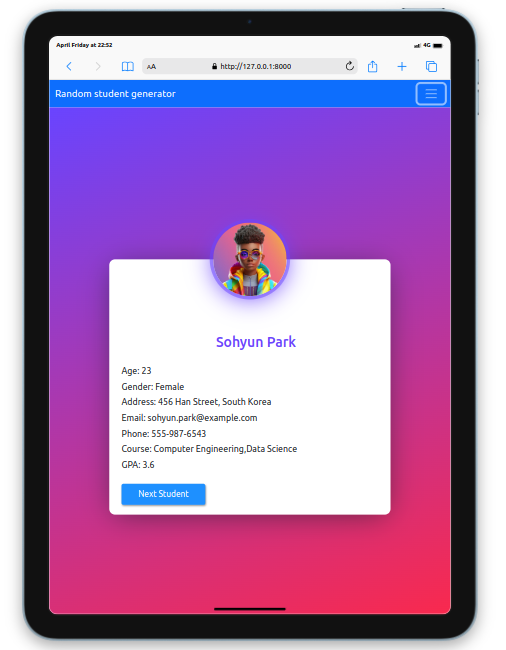 April Friday at 22:52
4G
AA
http://127.0.0.1:8000
Random student generator
Sohyun Park
Age: 23
Gender: Female
Address: 456 Han Street, South Korea
Email: sohyun.park@example.com
Phone: 555-987-6543
Course: Computer Engineering,Data Science
GPA: 3.6
Next Student